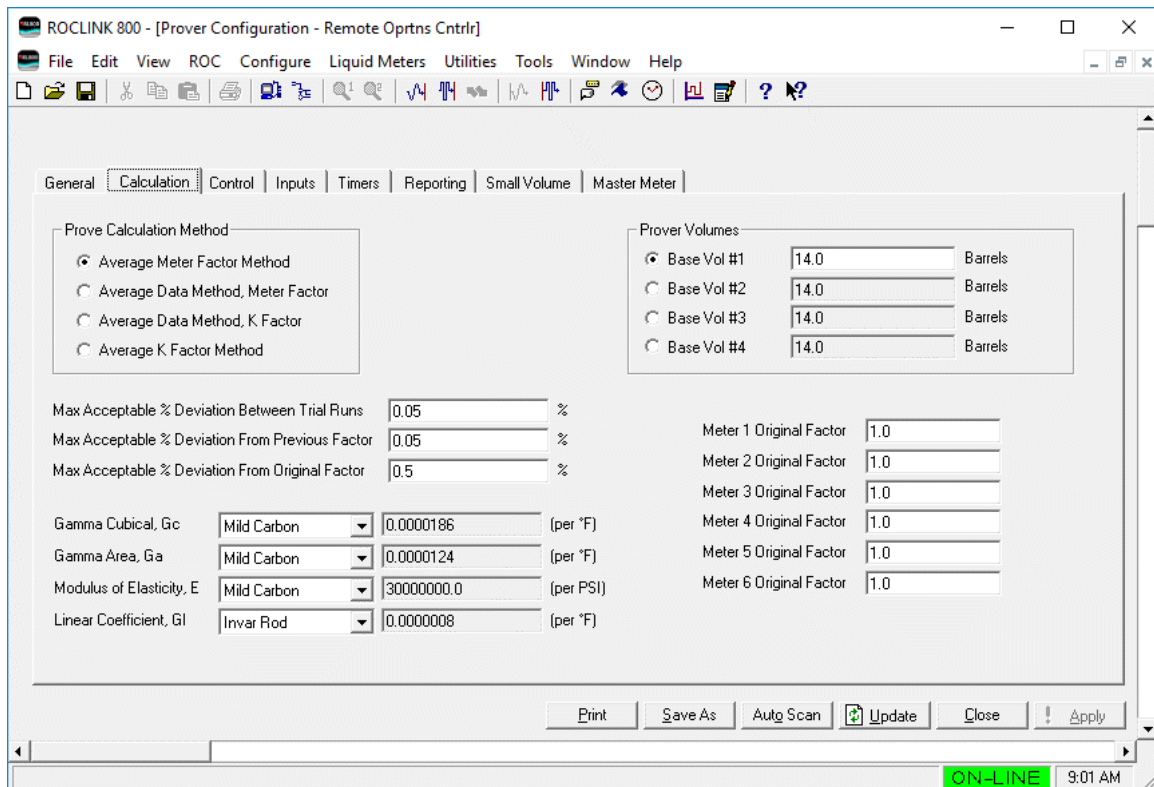 ROCLINK 800 - [Prover Configuration - Remote Oprtns Cntrlr]
File Edit View ROC Configure Liquid Meters Utilities Tools Window Help
General Calculation Control Inputs Timers Reporting Small Volume Master Meter
Prove Calculation Method
Average Meter Factor Method
Average Data Method, Meter Factor
Average Data Method, K Factor
Average K Factor Method
Prover Volumes
Base Vol #1 14.0 Barrels
Base Vol #2 14.0 Barrels
Base Vol #3 14.0 Barrels
Base Vol #4 14.0 Barrels
Max Acceptable % Deviation Between Trial Runs 0.05 %
Max Acceptable % Deviation From Previous Factor 0.05 %
Max Acceptable % Deviation From Original Factor 0.5 %
Meter 1 Original Factor 1.0
Meter 2 Original Factor 1.0
Meter 3 Original Factor 1.0
Meter 4 Original Factor 1.0
Meter 5 Original Factor 1.0
Meter 6 Original Factor 1.0
Gamma Cubical, Gc Mild Carbon 0.0000186 (per °F)
Gamma Area, Ga Mild Carbon 0.0000124 (per °F)
Modulus of Elasticity, E Mild Carbon 30000000.0 (per PSI)
Linear Coefficient, Gl Invar Rod 0.0000008 (per °F)
Print Save As Auto Scan Update Close ! Apply
ON-LINE 9:01 AM